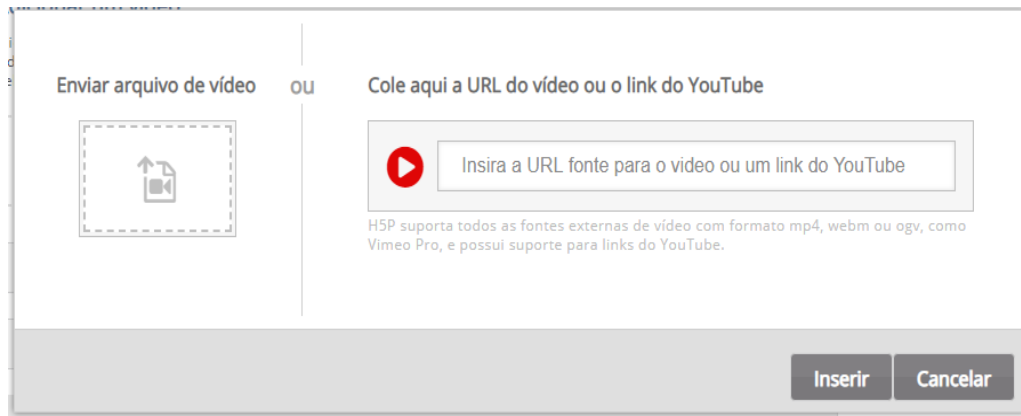 Enviar arquivo de vídeo
ou
Cole aqui a URL do vídeo ou o link do YouTube
Insira a URL fonte para o video ou um link do YouTube
H5P suporta todos as fontes externas de vídeo com formato mp4, webm ou ogv, como
Vimeo Pro, e possui suporte para links do YouTube.
Inserir
Cancelar